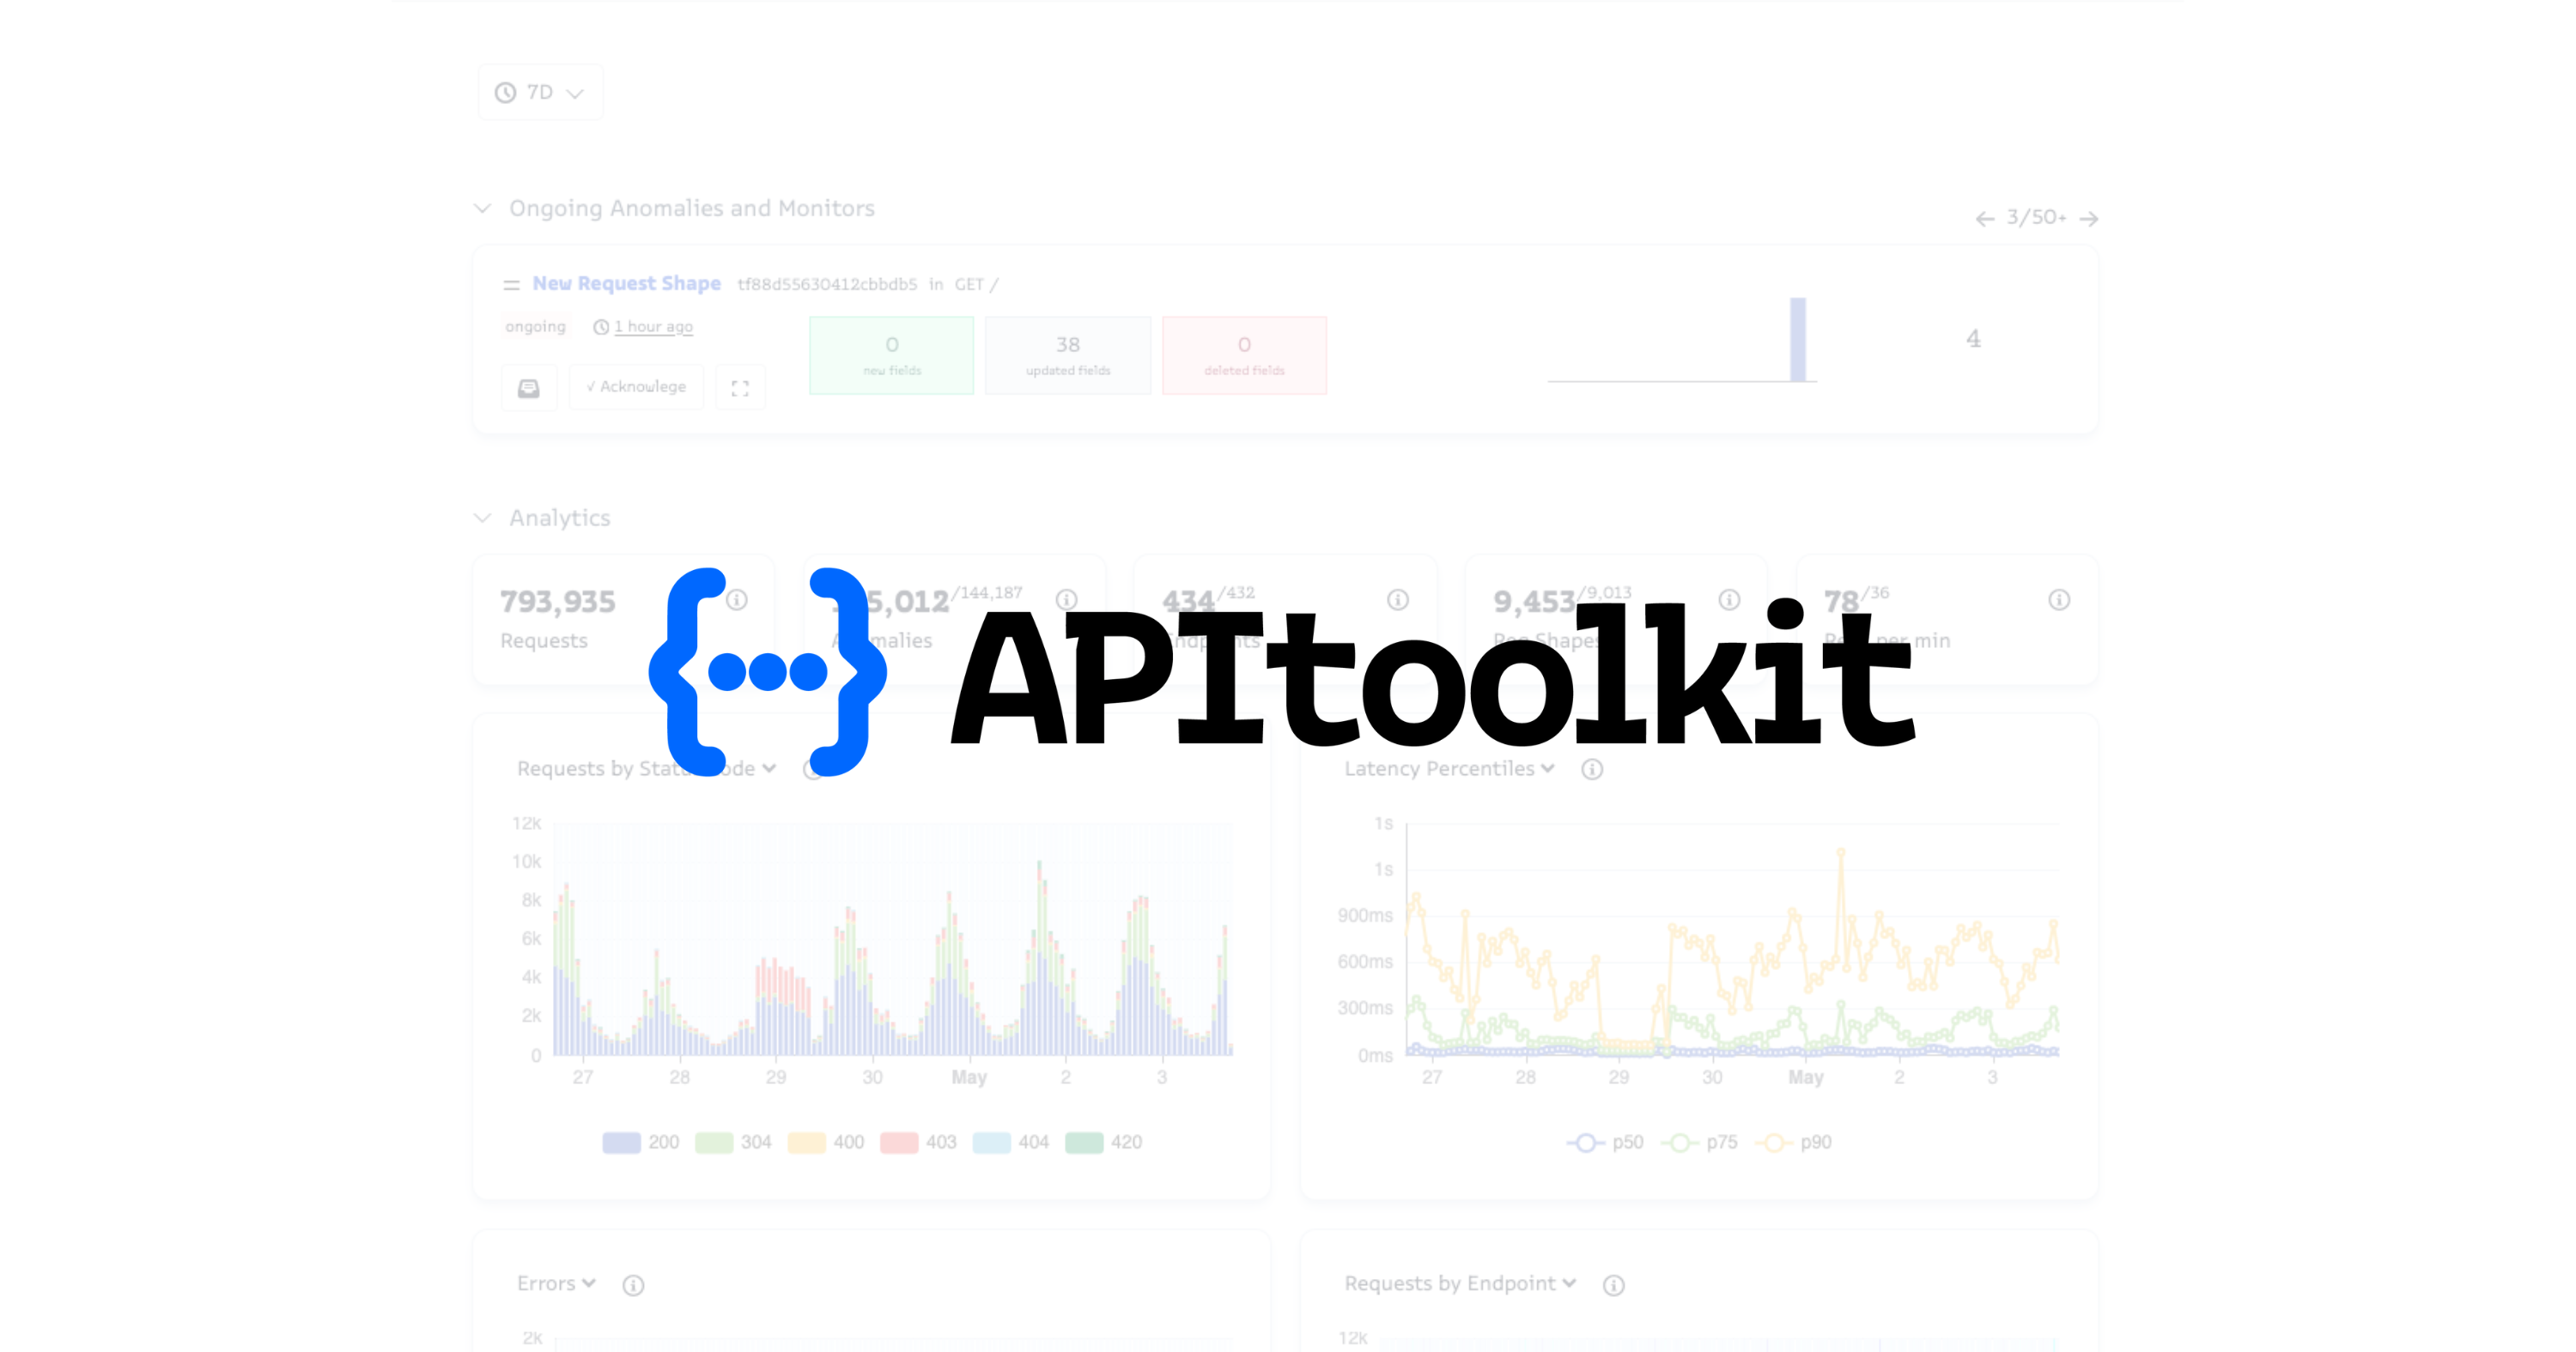 7D
Ongoing Anomalies and Monitors
3/50+
New Request Shape tf88d55630412cbbdb5 in GET /
ongoing 1 hour ago
0
new fields
38
updated fields
0
deleted fields
4
√ Acknowlege
Analytics
793,935
Requests
5,012/144,187
434/432
9,453/9,013
78/36
per min
APItoolkit
Requests by
Latency Percentiles
12k
10k
8k
6k
4k
2k
0
27 28 29 30 May 2 3
200 304 400 403 404 420
1s
1s
900ms
600ms
300ms
0ms
27 28 29 30 May 2 3
p50 p75 p90
Errors
2k
Requests by Endpoint
12k